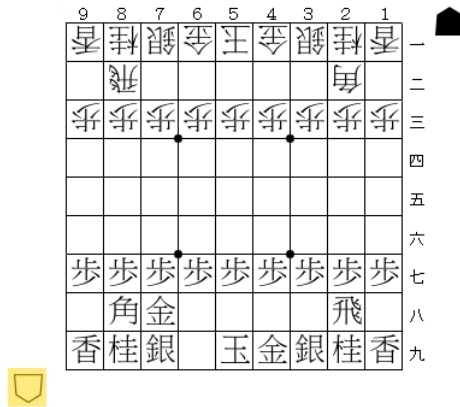 9 8 7 6 5 4 3 2 1
香 桂 銀 金 王 金 銀 桂 香 一
飛 角 二
歩 歩 歩 歩 歩 歩 歩 歩 歩 三
四
五
六
歩 歩 歩 歩 歩 歩 歩 歩 歩 七
角 金 飛 八
香 桂 銀 玉 金 銀 桂 香 九